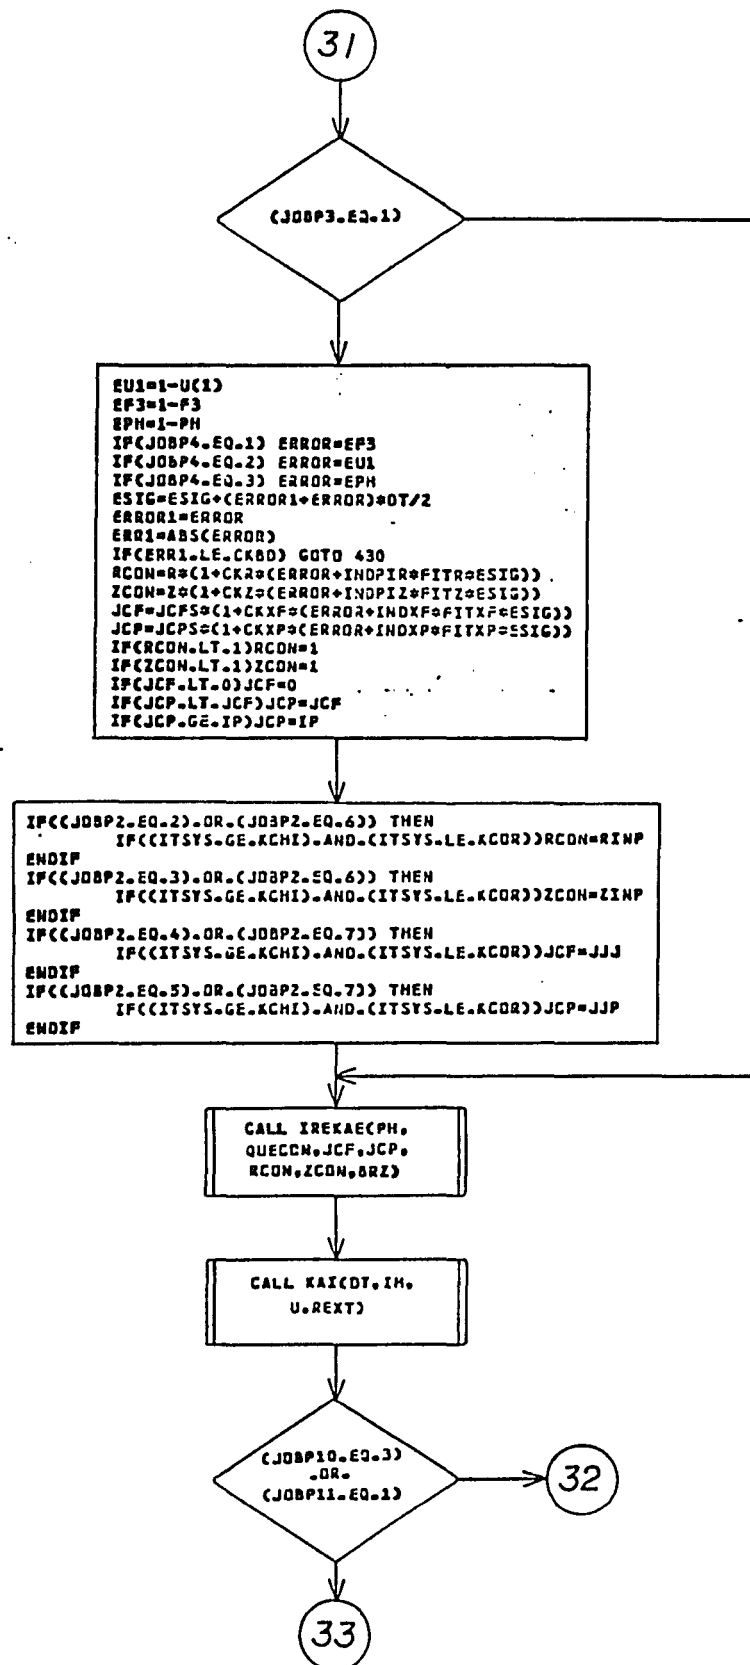 31
(JOBP3.EQ.1)
EU1=1-U(1)
EF3=1-F3
EPH=1-PH
IF(JOBP4.EQ.1) ERROR=EF3
IF(JOBP4.EQ.2) ERROR=EU1
IF(JOBP4.EQ.3) ERROR=EPH
ESIG=ESIG+(ERROR1+ERROR)*DT/2
ERROR1=ERROR
ERR1=ABS(ERROR)
IF(ERR1.LE.CKBD) GOTO 430
RCON=R*(1+CKR*(ERROR+INDPIR*FITR*ESIG))
ZCON=Z*(1+CKZ*(ERROR+INDPIZ*FITZ*ESIG))
JCF=JCFS*(1+CKXF*(ERROR+INDXF*FITXF*ESIG))
JCP=JCPS*(1+CKXP*(ERROR+INDXP*FITXP*ESIG))
IF(RCON.LT.1)RCON=1
IF(ZCON.LT.1)ZCON=1
IF(JCF.LT.0)JCF=0
IF(JCP.LT.JCF)JCP=JCF
IF(JCP.GE.IP)JCP=IP
IF((JOBP2.EQ.2).OR.(JOBP2.EQ.6)) THEN
IF((ITSYS.GE.KCHI).AND.(ITSYS.LE.KCOR))RCON=RINP
ENDIF
IF((JOBP2.EQ.3).OR.(JOBP2.EQ.6)) THEN
IF((ITSYS.GE.KCHI).AND.(ITSYS.LE.KCOR))ZCON=ZINP
ENDIF
IF((JOBP2.EQ.4).OR.(JOBP2.EQ.7)) THEN
IF((ITSYS.GE.KCHI).AND.(ITSYS.LE.KCOR))JCF=JJJ
ENDIF
IF((JOBP2.EQ.5).OR.(JOBP2.EQ.7)) THEN
IF((ITSYS.GE.KCHI).AND.(ITSYS.LE.KCOR))JCP=JJP
ENDIF
CALL IREKAE(PH,
QUECON,JCF,JCP,
RCON,ZCON,BRZ)
CALL KAI(DT,IM,
U,REXT)
(JOBP10.EQ.3)
.OR.
(JOBP11.EQ.1)
32
33